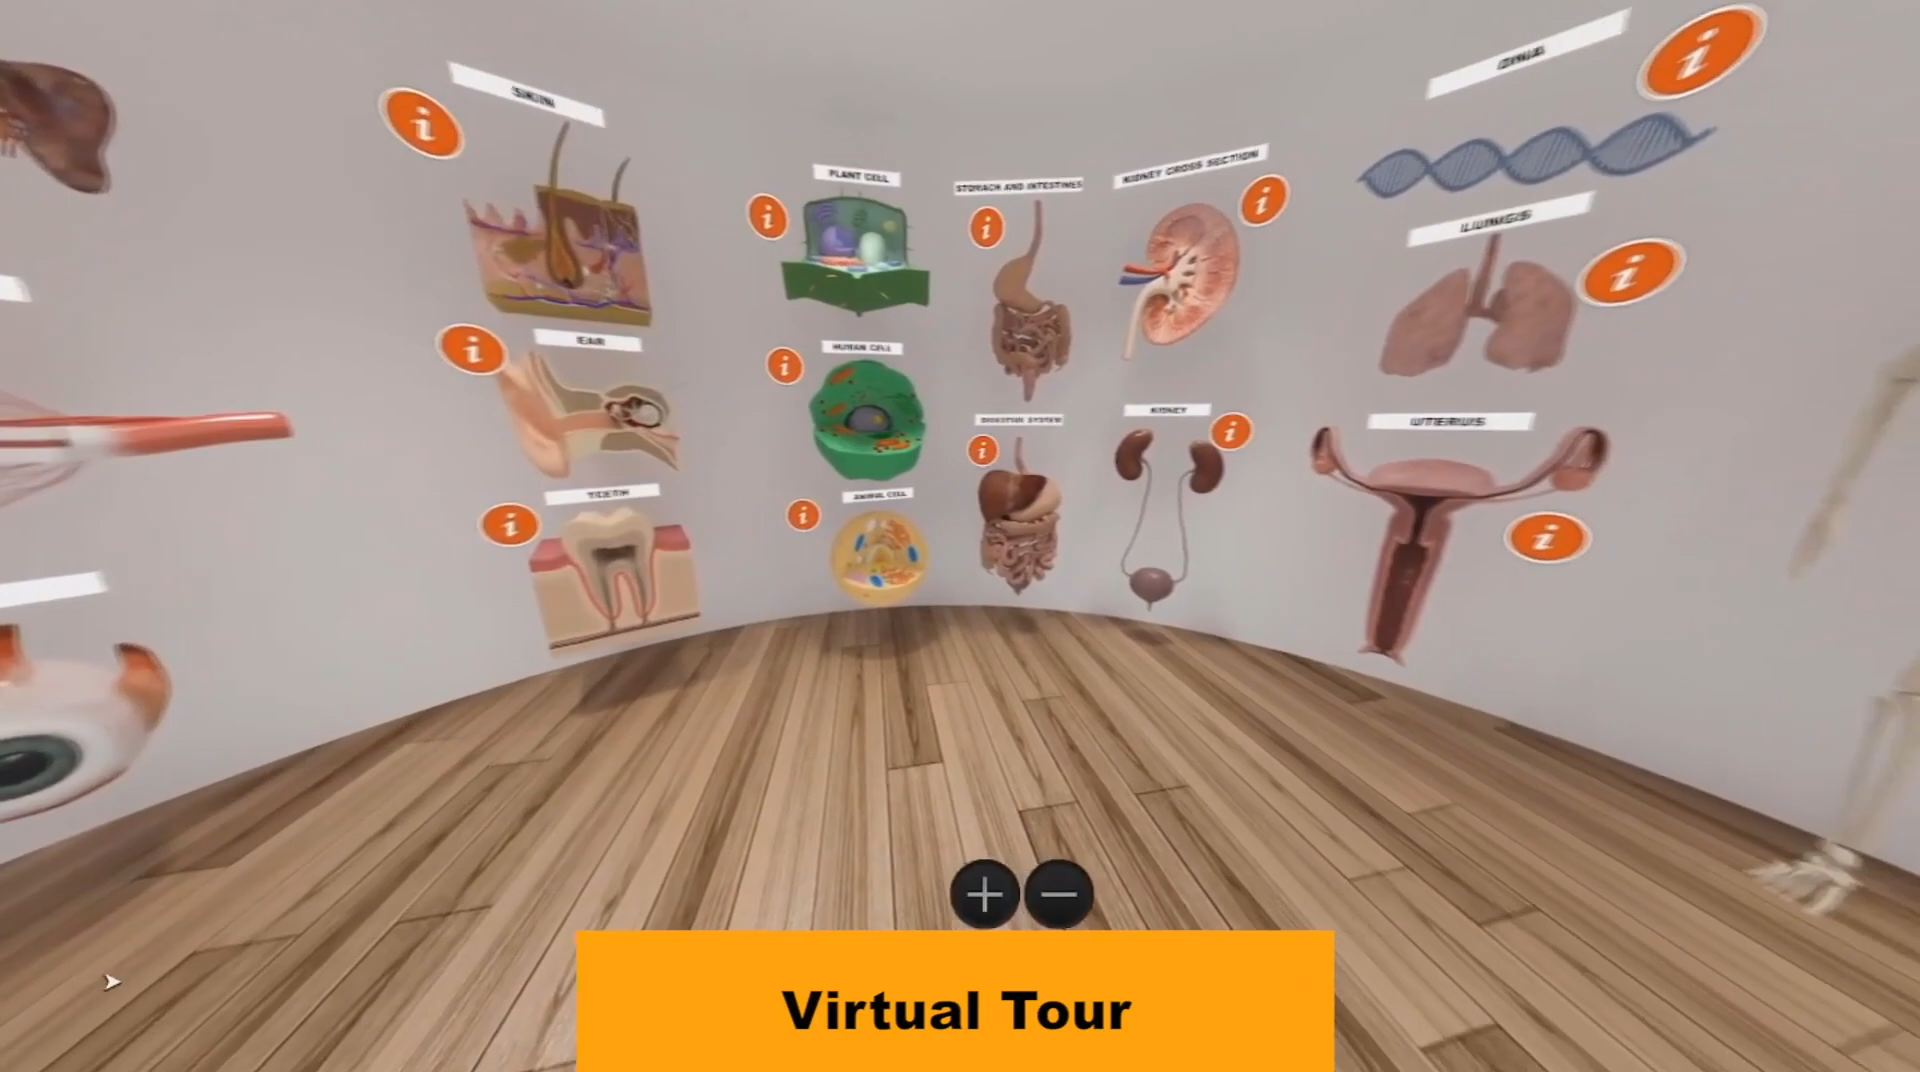 SKIN
i
EAR
i
TEETH
i
PLANT CELL
i
HUMAN CELL
i
ANIMAL CELL
i
STOMACH AND INTESTINES
i
DIGESTIVE SYSTEM
i
KIDNEY CROSS SECTION
i
KIDNEY
i
i
LUNGS
i
UTERUS
i
Virtual Tour